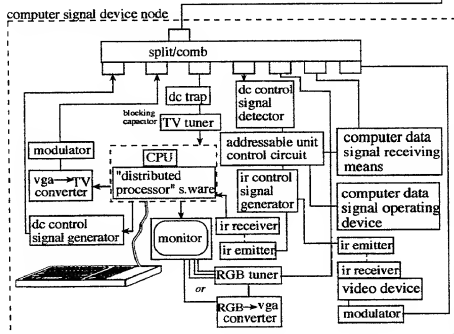 computer signal device node
split/comb
dc trap
blocking
capacitor
TV tuner
dc control
signal
detector
modulator
CPU
addressable unit
control circuit
computer data
signal receiving
means
vga→TV
converter
"distributed
processor" s.ware
ir control
signal
generator
computer data
signal operating
device
dc control
signal generator
ir receiver
ir emitter
monitor
ir emitter
ir receiver
video device
modulator
RGB tuner
or
RGB→vga
converter